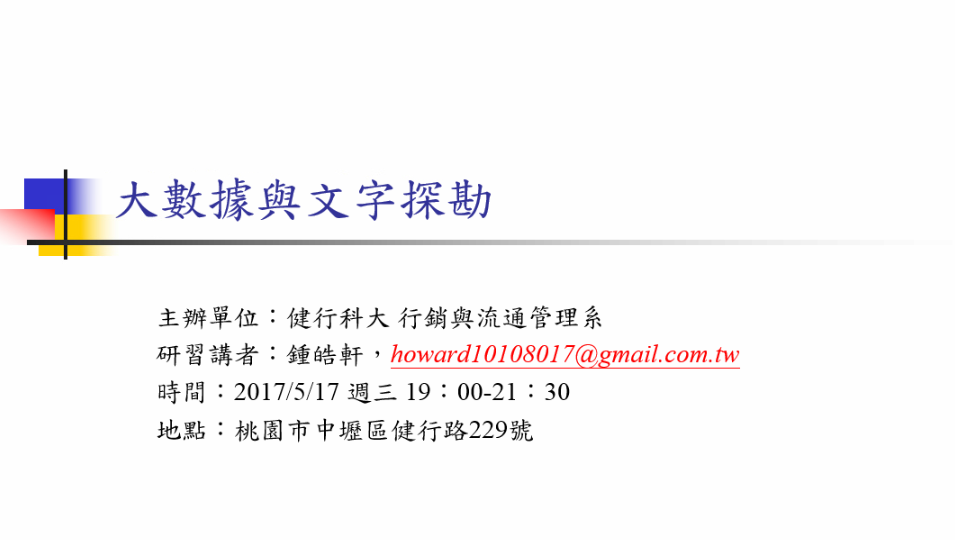 大數據與文字探勘
主辦單位：健行科大 行銷與流通管理系
研習講者：鍾皓軒，howard10108017@gmail.com.tw
時間：2017/5/17 週三 19：00-21：30
地點：桃園市中壢區健行路229號